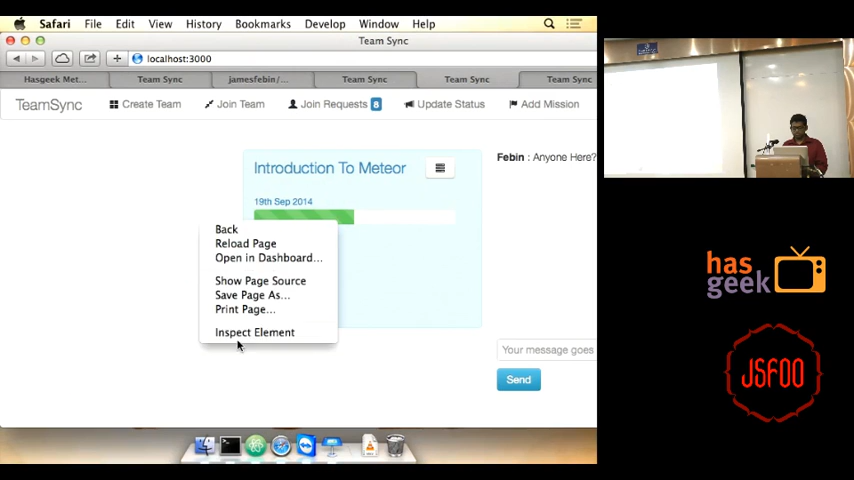 Safari File Edit View History Bookmarks Develop Window Help
Team Sync
localhost:3000
Hasgeek Met... Team Sync jamesfebin/... Team Sync Team Sync Team Sync
TeamSync Create Team Join Team Join Requests 8 Update Status Add Mission
Introduction To Meteor
Febin : Anyone Here?
19th Sep 2014
Back
Reload Page
Open in Dashboard...
Show Page Source
Save Page As...
Print Page...
Inspect Element
Your message goes
Send
has
geek
JSFOO